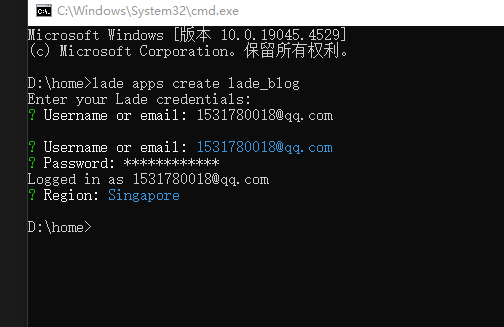 C:\Windows\System32\cmd.exe
Microsoft Windows [版本 10.0.19045.4529]
(c) Microsoft Corporation。保留所有权利。
D:\home>lade apps create lade_blog
Enter your Lade credentials:
? Username or email: 1531780018@qq.com
? Username or email: 1531780018@qq.com
? Password: ************
Logged in as 1531780018@qq.com
? Region: Singapore
D:\home>